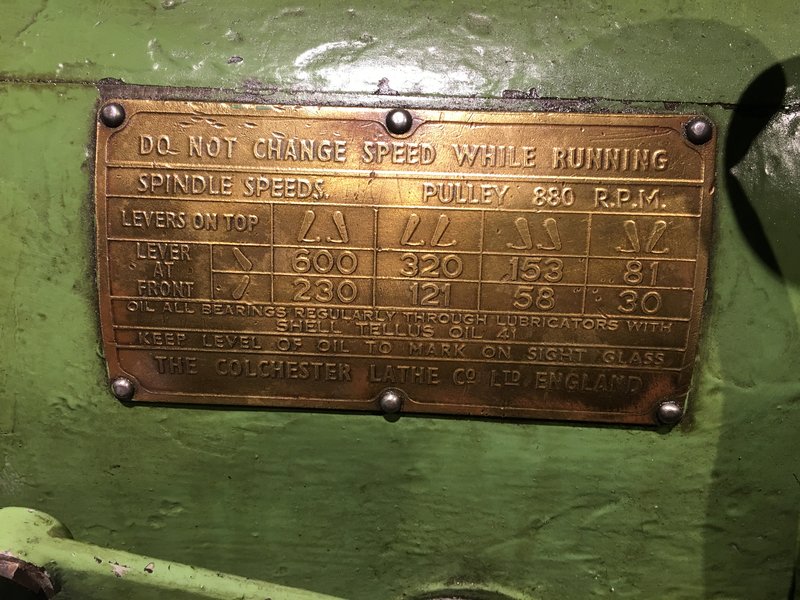 DO NOT CHANGE SPEED WHILE RUNNING
SPINDLE SPEEDS. PULLEY 880 R.P.M.
LEVERS ON TOP
LEVER AT FRONT
600 320 153 81
230 121 58 30
OIL ALL BEARINGS REGULARLY THROUGH LUBRICATORS WITH
SHELL TELLUS OIL 41
KEEP LEVEL OF OIL TO MARK ON SIGHT GLASS
THE COLCHESTER LATHE CO LTD ENGLAND